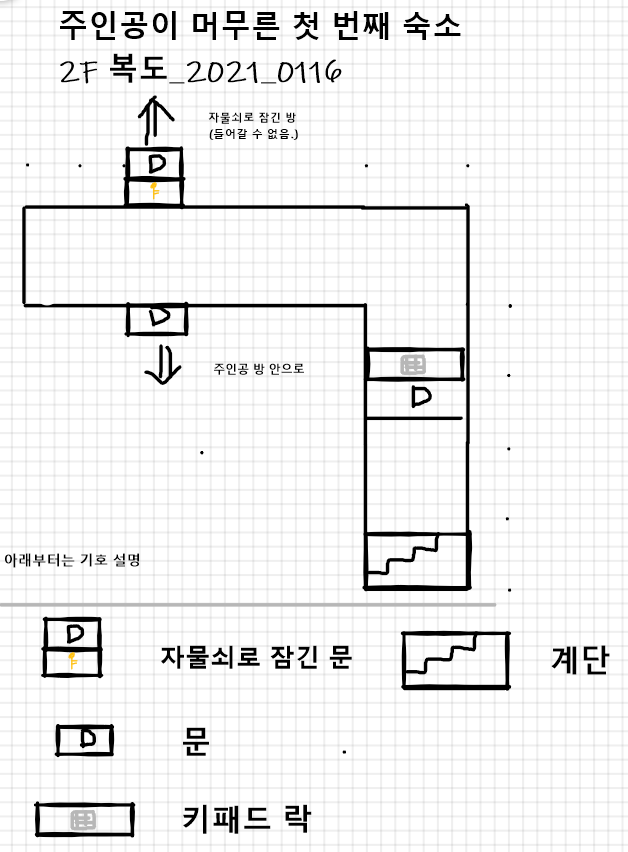 주인공이 머무른 첫 번째 숙소
2F 복도_2021_0116
자물쇠로 잠긴 방
(들어갈 수 없음.)
D
D
주인공 방 안으로
D
아래부터는 기호 설명
D
자물쇠로 잠긴 문
계단
D
문
키패드 락